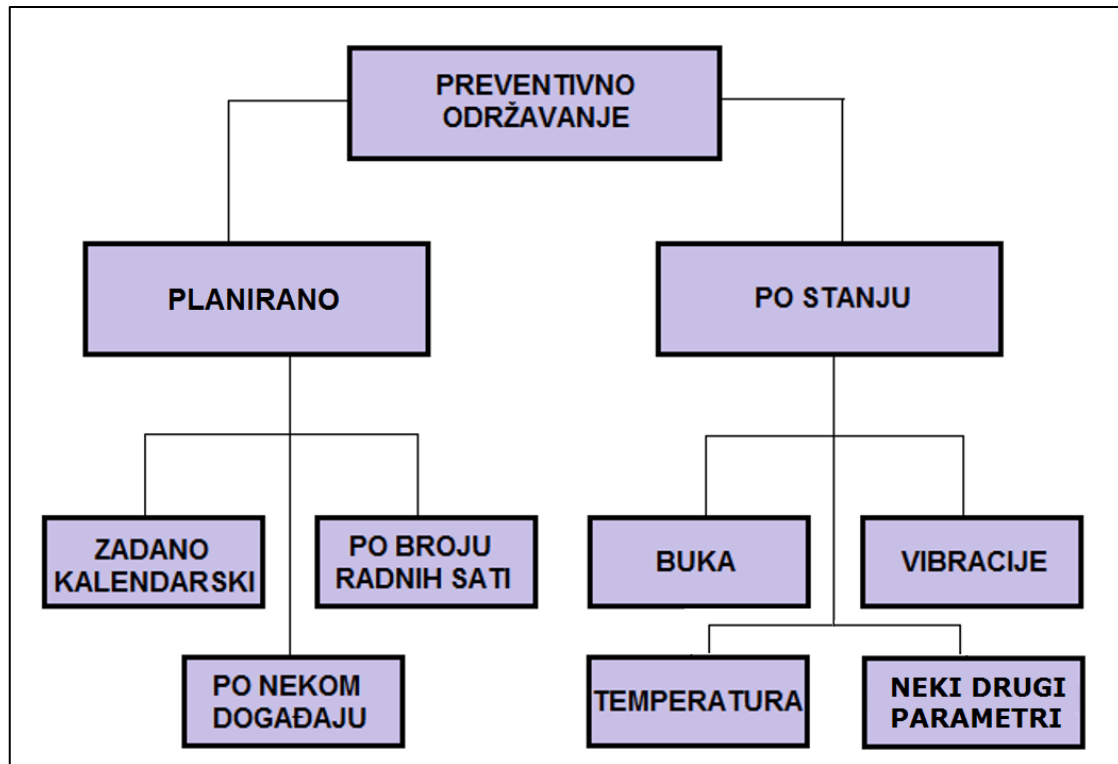 PREVENTIVNO
ODRŽAVANJE
PLANIRANO
PO STANJU
ZADANO
KALENDARSKI
PO BROJU
RADNIH SATI
PO NEKOM
DOGAĐAJU
BUKA
VIBRACIJE
TEMPERATURA
NEKI DRUGI
PARAMETRI